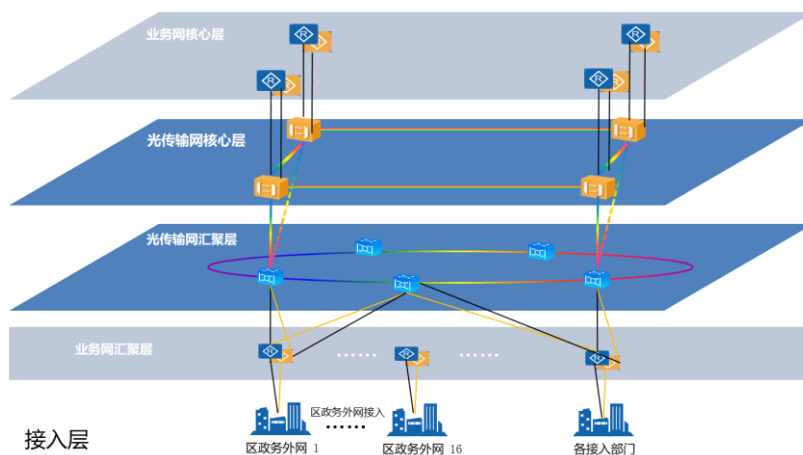 业务网核心层
R
R
R
R
光传输网核心层
光传输网汇聚层
业务网汇聚层
R
······
R
······
R
区政务外网接入
······
接入层
区政务外网 1
区政务外网 16
各接入部门